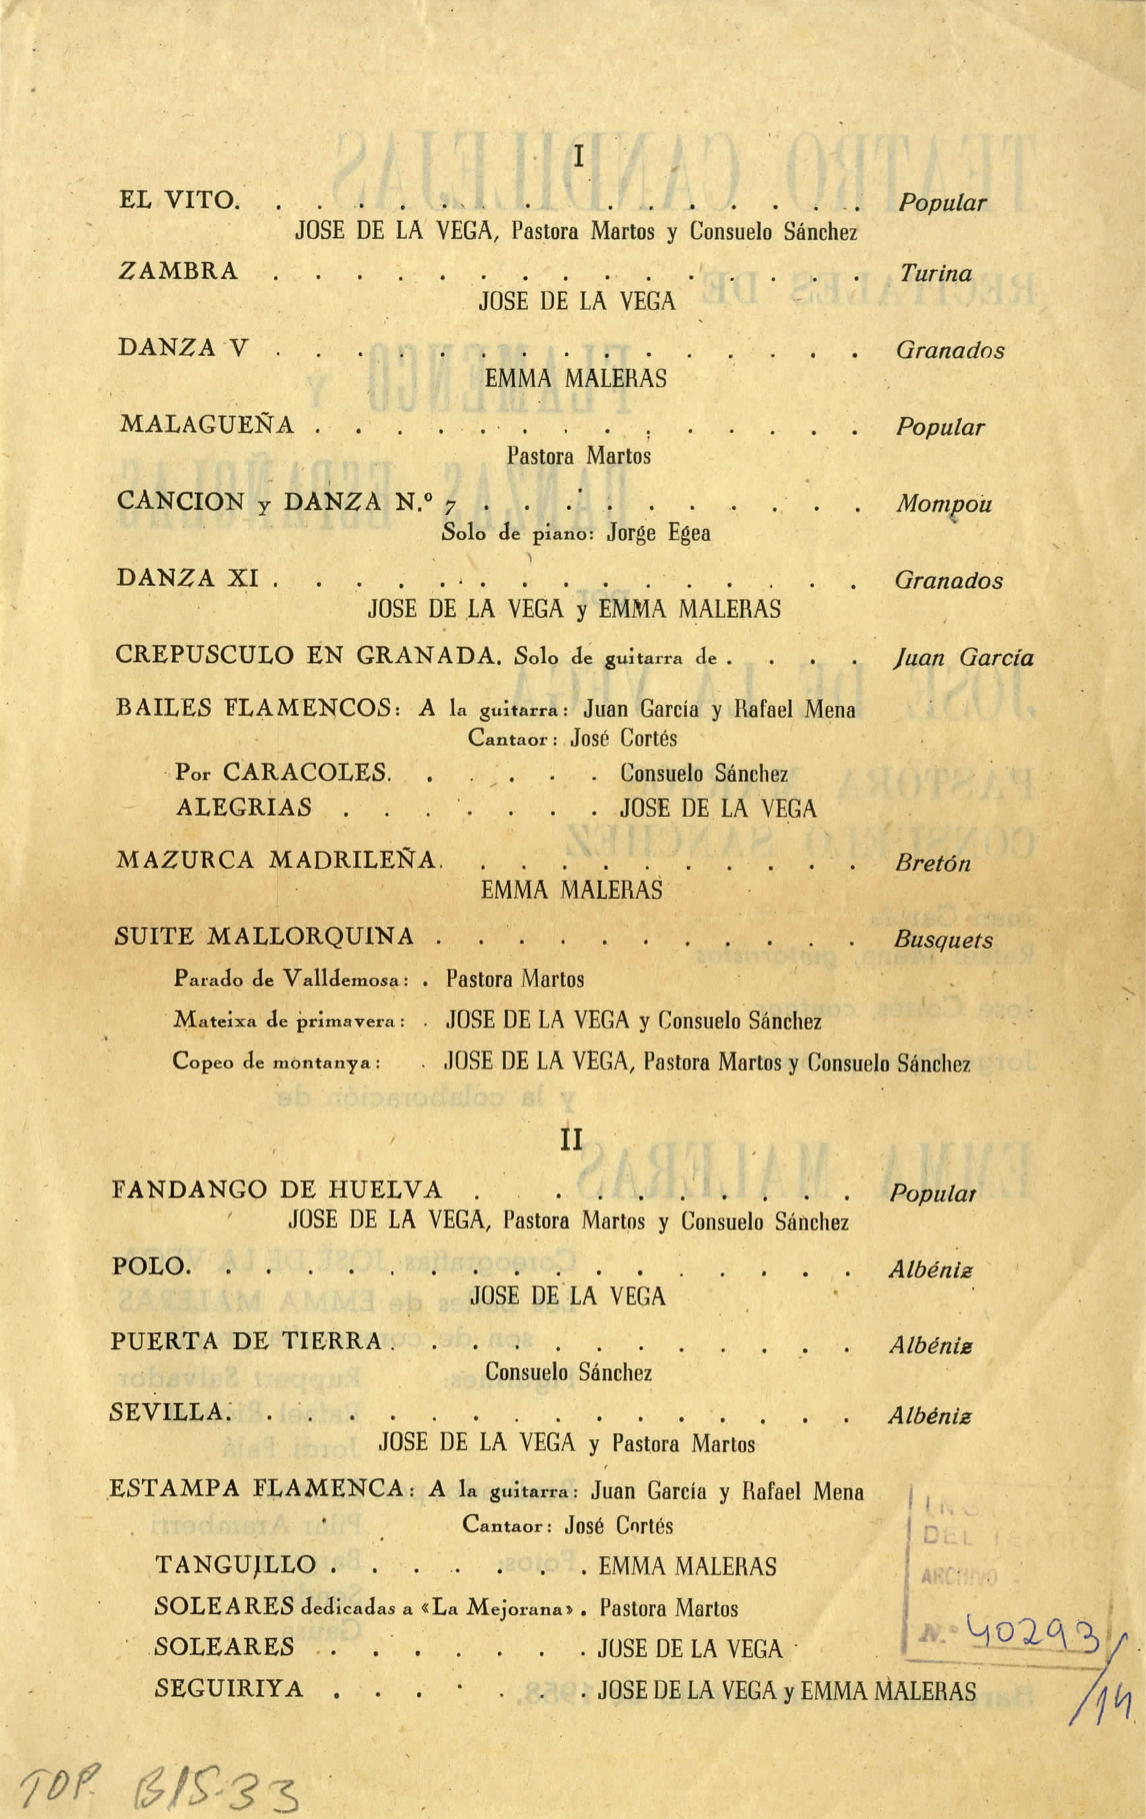 I
EL VITO. . . . . . . . . . . . . . . . Popular
JOSE DE LA VEGA, Pastora Martos y Consuelo Sánchez
ZAMBRA . . . . . . . . . . . . . . . Turina
JOSE DE LA VEGA
DANZA V . . . . . . . . . . . . . . . Granados
EMMA MALERAS
MALAGUEÑA . . . . . . . . . . . . . . Popular
Pastora Martos
CANCION y DANZA N.º 7 . . . . . . . . . . Mompou
Solo de piano: Jorge Egea
DANZA XI . . . . . . . . . . . . . . . Granados
JOSE DE LA VEGA y EMMA MALERAS
CREPUSCULO EN GRANADA. Solo de guitarra de . . . . Juan García
BAILES FLAMENCOS: A la guitarra: Juan García y Rafael Mena
Cantaor: José Cortés
Por CARACOLES. . . . . . Consuelo Sánchez
ALEGRIAS . . . . . . . JOSE DE LA VEGA
MAZURCA MADRILEÑA. . . . . . . . . . . Bretón
EMMA MALERAS
SUITE MALLORQUINA . . . . . . . . . . . Busquets
Parado de Valldemosa: . Pastora Martos
Mateixa de primavera: . JOSE DE LA VEGA y Consuelo Sánchez
Copeo de montanya: . JOSE DE LA VEGA, Pastora Martos y Consuelo Sánchez
II
FANDANGO DE HUELVA . . . . . . . . . Popular
JOSE DE LA VEGA, Pastora Martos y Consuelo Sánchez
POLO. . . . . . . . . . . . . . . . . . Albéniz
JOSE DE LA VEGA
PUERTA DE TIERRA. . . . . . . . . . . . Albéniz
Consuelo Sánchez
SEVILLA. . . . . . . . . . . . . . . . Albéniz
JOSE DE LA VEGA y Pastora Martos
ESTAMPA FLAMENCA: A la guitarra: Juan García y Rafael Mena
Cantaor: José Cortés
TANGUILLO . . . . . . . EMMA MALERAS
SOLEARES dedicadas a «La Mejorana» . Pastora Martos
SOLEARES . . . . . . . JOSE DE LA VEGA
SEGUIRIYA . . . . . . . JOSE DE LA VEGA y EMMA MALERAS
DEL
ARCHIVO
N.º 40293/14
TOP. BIS-33